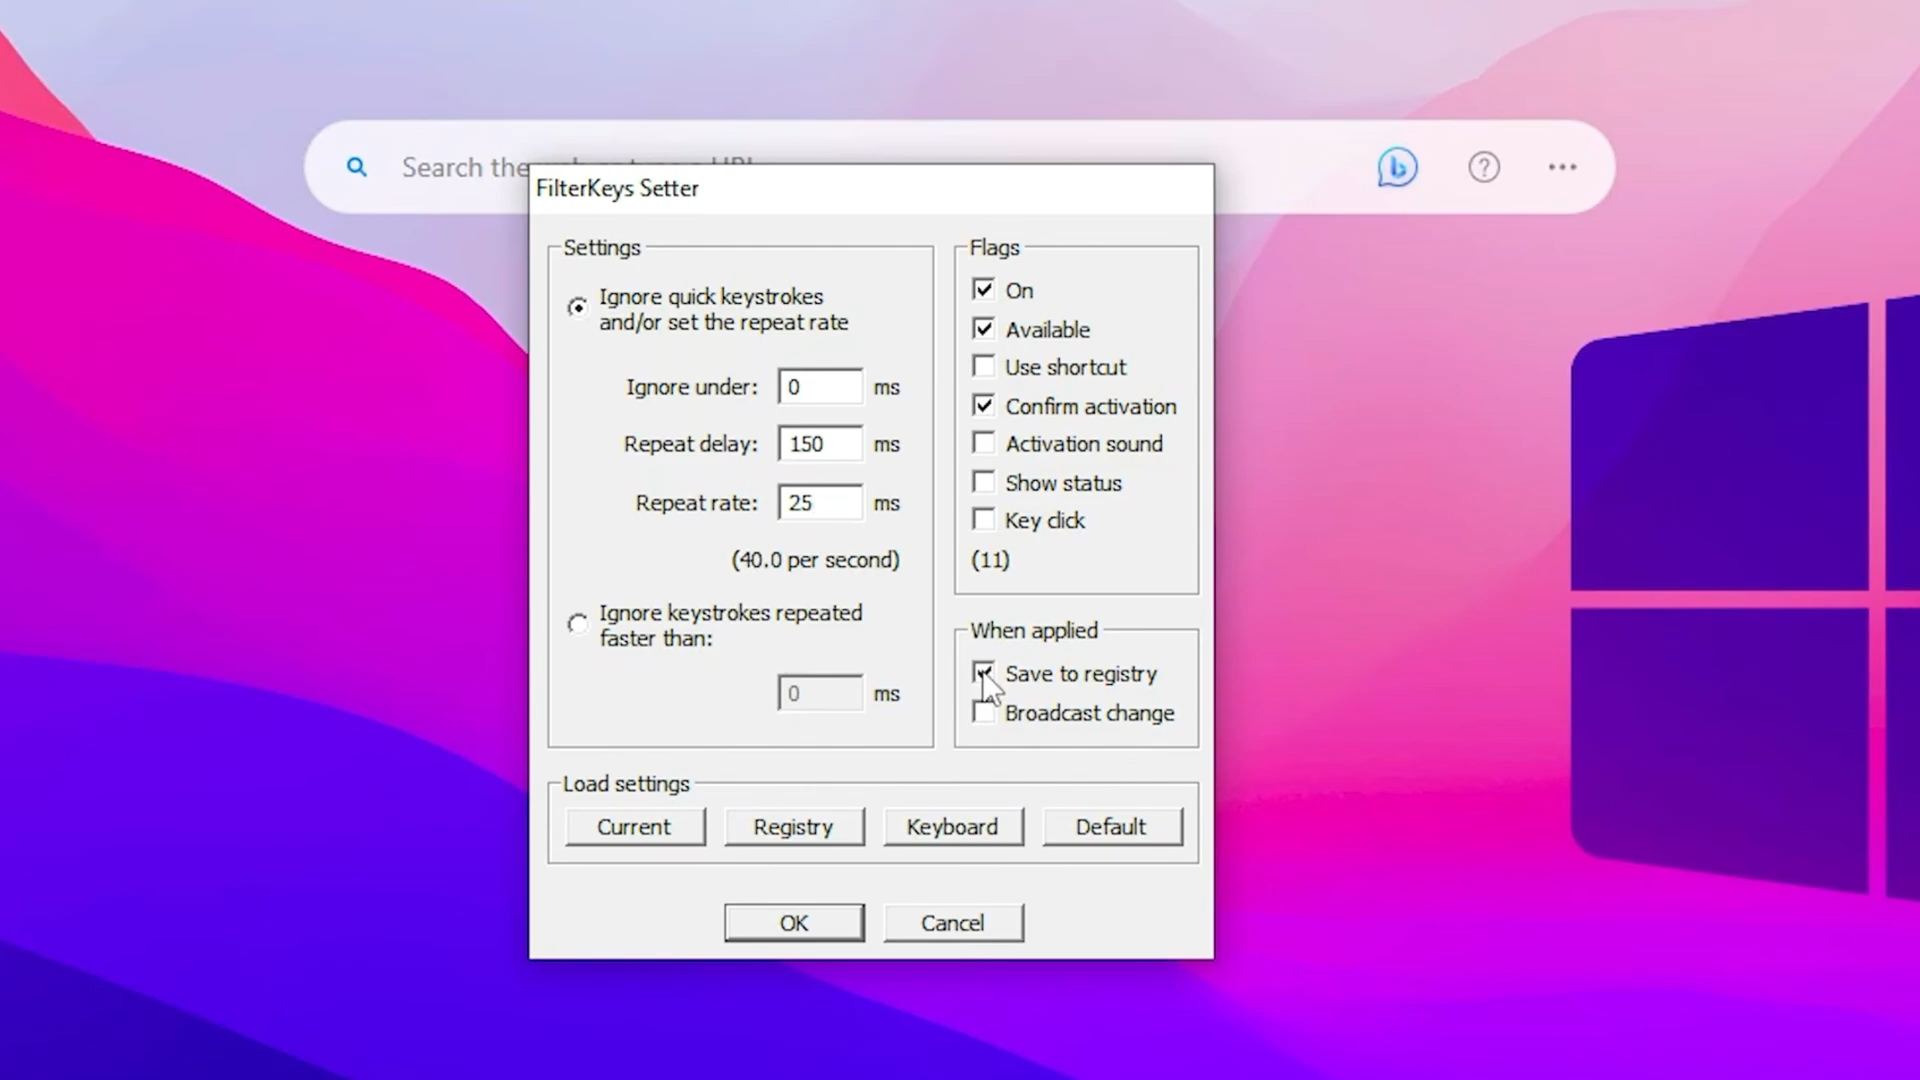 Search the
FilterKeys Setter
Settings
Ignore quick keystrokes
and/or set the repeat rate
Ignore under: 0 ms
Repeat delay: 150 ms
Repeat rate: 25 ms
(40.0 per second)
Ignore keystrokes repeated
faster than:
0 ms
Flags
On
Available
Use shortcut
Confirm activation
Activation sound
Show status
Key click
(11)
When applied
Save to registry
Broadcast change
Load settings
Current Registry Keyboard Default
OK Cancel